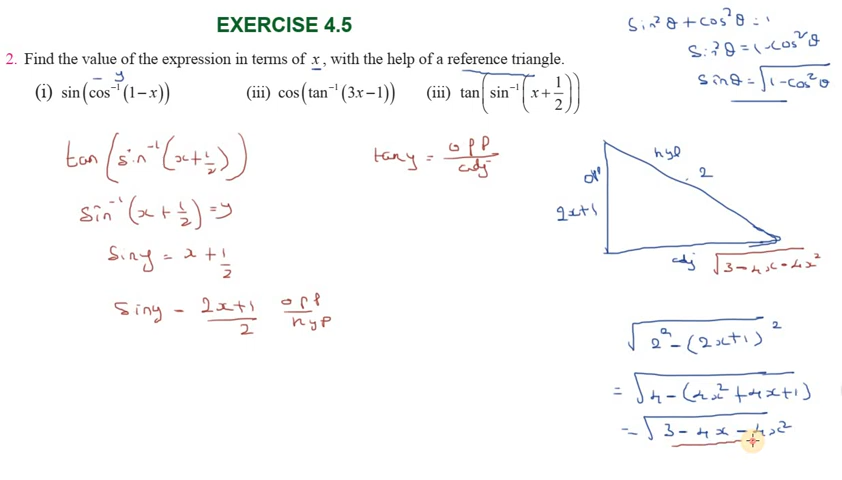 EXERCISE 4.5
sin²θ + cos²θ = 1
sin²θ = 1-cos²θ
sinθ = √1-cos²θ
2. Find the value of the expression in terms of x, with the help of a reference triangle.
y
(i) sin(cos⁻¹(1−x)) (iii) cos(tan⁻¹(3x−1)) (iii) tan(sin⁻¹(x+1/2))
tan(sin⁻¹(x+1/2))
sin⁻¹(x+1/2)=y
sin y = x + 1/2
sin y = 2x+1/2 opp/hyp
tan y = opp/adj
hyp
2
opp
2x+1
adj √3-4x-4x²
√2²-(2x+1)²
= √4-(4x²+4x+1)
= √3-4x-4x²